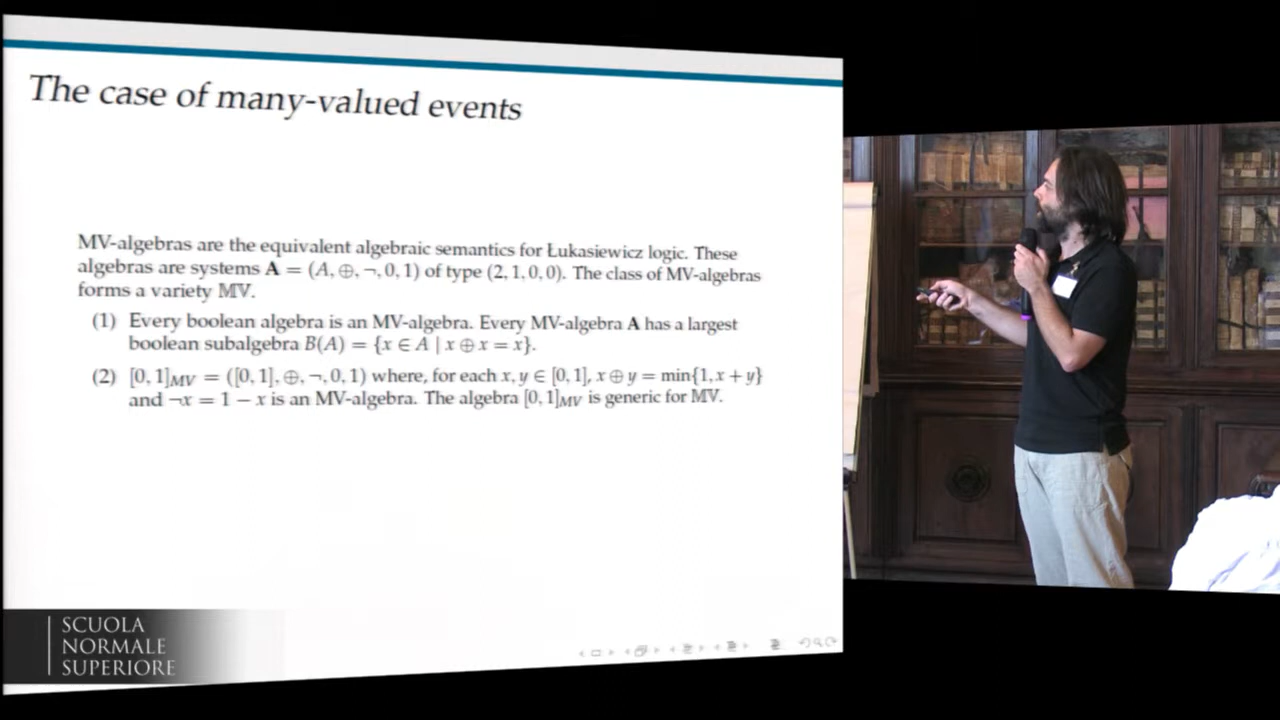 The case of many-valued events
MV-algebras are the equivalent algebraic semantics for Łukasiewicz logic. These
algebras are systems A = (A, ⊕, ¬, 0, 1) of type (2, 1, 0, 0). The class of MV-algebras
forms a variety MV.
(1) Every boolean algebra is an MV-algebra. Every MV-algebra A has a largest
boolean subalgebra B(A) = {x ∈ A | x ⊕ x = x}.
(2) [0, 1]MV = ([0, 1], ⊕, ¬, 0, 1) where, for each x, y ∈ [0, 1], x ⊕ y = min{1, x + y}
and ¬x = 1 − x is an MV-algebra. The algebra [0, 1]MV is generic for MV.
SCUOLA
NORMALE
SUPERIORE